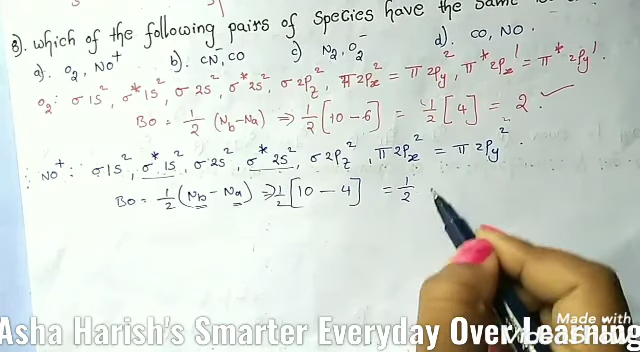 8). which of the following pairs of species have the same
a). O₂, NO⁺ b). CN⁻, CO c) N₂, O₂⁻ d). CO, NO.
O₂: σ1s², σ*1s², σ2s², σ*2s², σ2Pz², π2Px² = π2Py², π*2Px¹ = π*2Py¹.
BO = 1/2 (Nb - Na) ⇒ 1/2 [10 - 6] = 1/2 [4] = 2. ✓
∴ NO⁺: σ1s², σ*1s², σ2s², σ*2s², σ2Pz², π2Px² = π2Py².
BO = 1/2 (Nb - Na) ⇒ 1/2 [10 - 4] = 1/2
Made with
Asha Harish's Smarter Everyday Over Learning